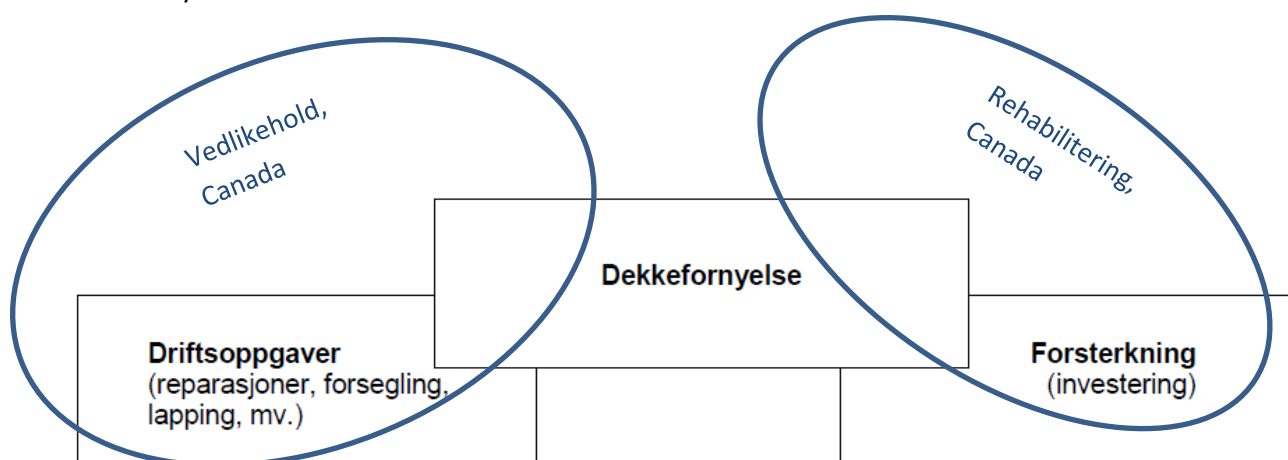 Vedlikehold,
Canada
Rehabilitering,
Canada
Dekkefornyelse
Driftsoppgaver
(reparasjoner, forsegling,
lapping, mv.)
Forsterkning
(investering)